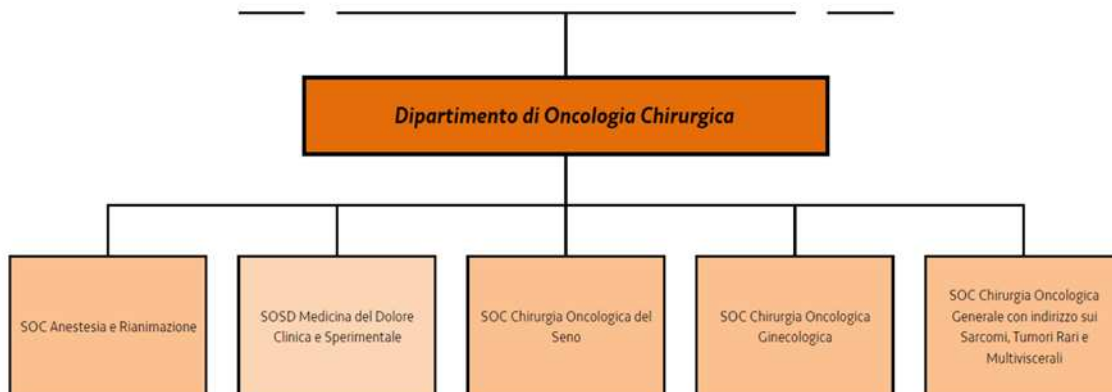 Dipartimento di Oncologia Chirurgica
SOC Anestesia e Rianimazione
SOSD Medicina del Dolore
Clinica e Sperimentale
SOC Chirurgia Oncologica del
Seno
SOC Chirurgia Oncologica
Ginecologica
SOC Chirurgia Oncologica
Generale con indirizzo sui
Sarcomi, Tumori Rari e
Multiviscerali